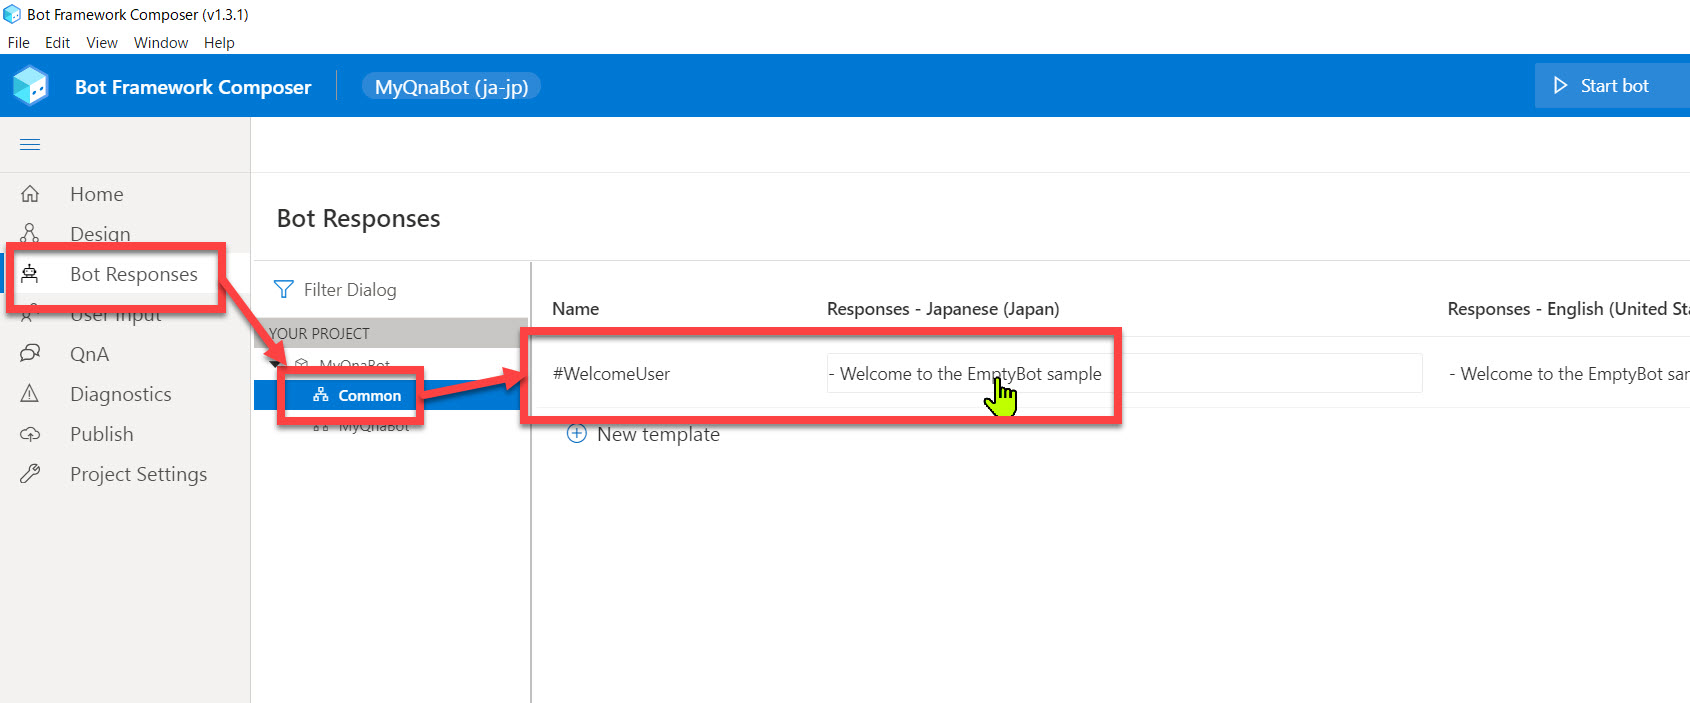 Bot Framework Composer (v1.3.1)
File Edit View Window Help
Bot Framework Composer
MyQnaBot (ja-jp)
Start bot
Home
Design
Bot Responses
User Input
QnA
Diagnostics
Publish
Project Settings
Bot Responses
Filter Dialog
YOUR PROJECT
MyQnaBot
Common
MyQnaBot
Name Responses - Japanese (Japan) Responses - English (United Sta
#WelcomeUser - Welcome to the EmptyBot sample - Welcome to the EmptyBot sam
New template